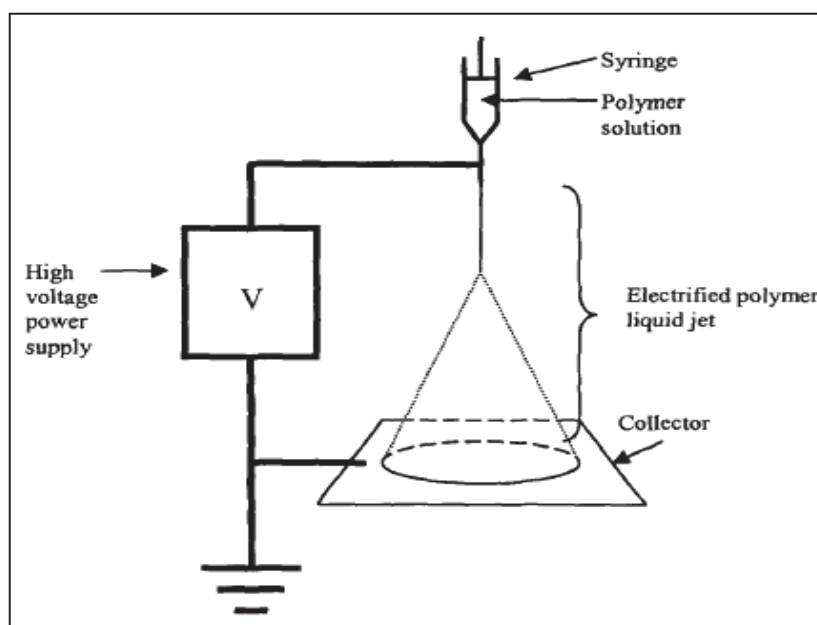 Syringe
Polymer
solution
High
voltage
power
supply
V
Electrified polymer
liquid jet
Collector